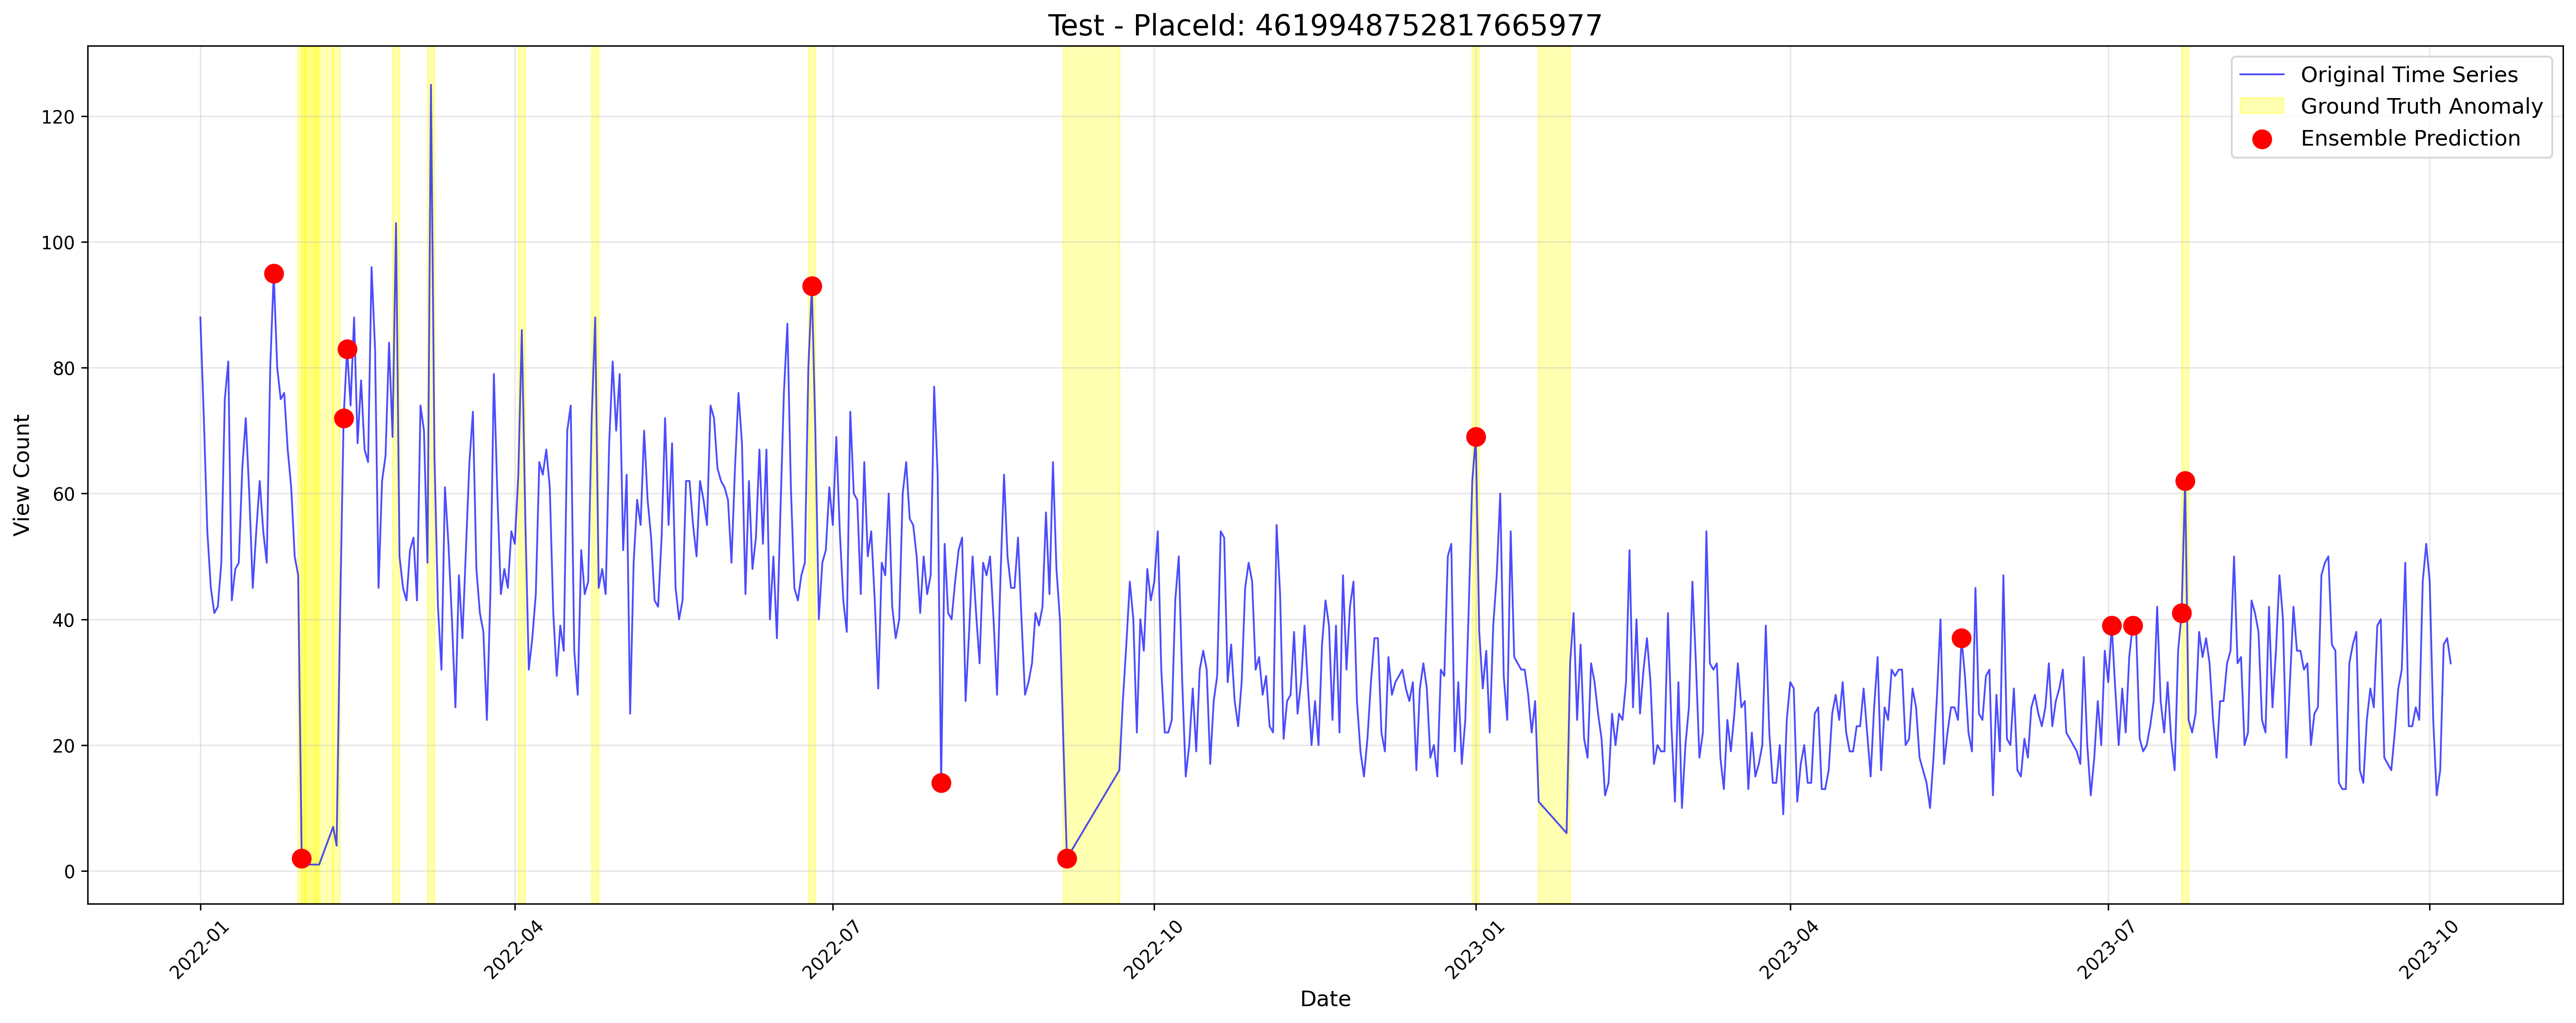 Test - PlaceId: 4619948752817665977
Original Time Series
Ground Truth Anomaly
Ensemble Prediction
View Count
120
100
80
60
40
20
0
2022-01
2022-04
2022-07
2022-10
2023-01
2023-04
2023-07
2023-10
Date